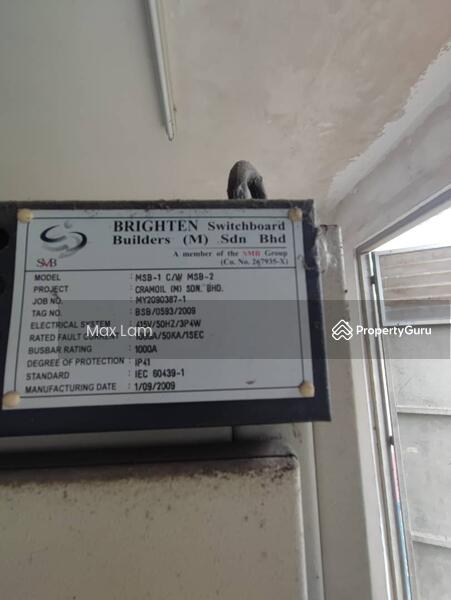 BRIGHTEN Switchboard
Builders (M) Sdn Bhd
A member of the SMB Group
(Co. No. 267935-X)
SMB
MODEL : MSB-1 C/W MSB-2
PROJECT : CRAMOIL (M) SDN. BHD.
JOB NO. : MY2090387-1
TAG NO. : BSB/0593/2009
ELECTRICAL SYSTEM : 415V/50HZ/3P4W
RATED FAULT CURRENT : 1000A/50KA/1SEC
BUSBAR RATING : 1000A
DEGREE OF PROTECTION : IP41
STANDARD : IEC 60439-1
MANUFACTURING DATE : 1/09/2009
Max Lam
PropertyGuru